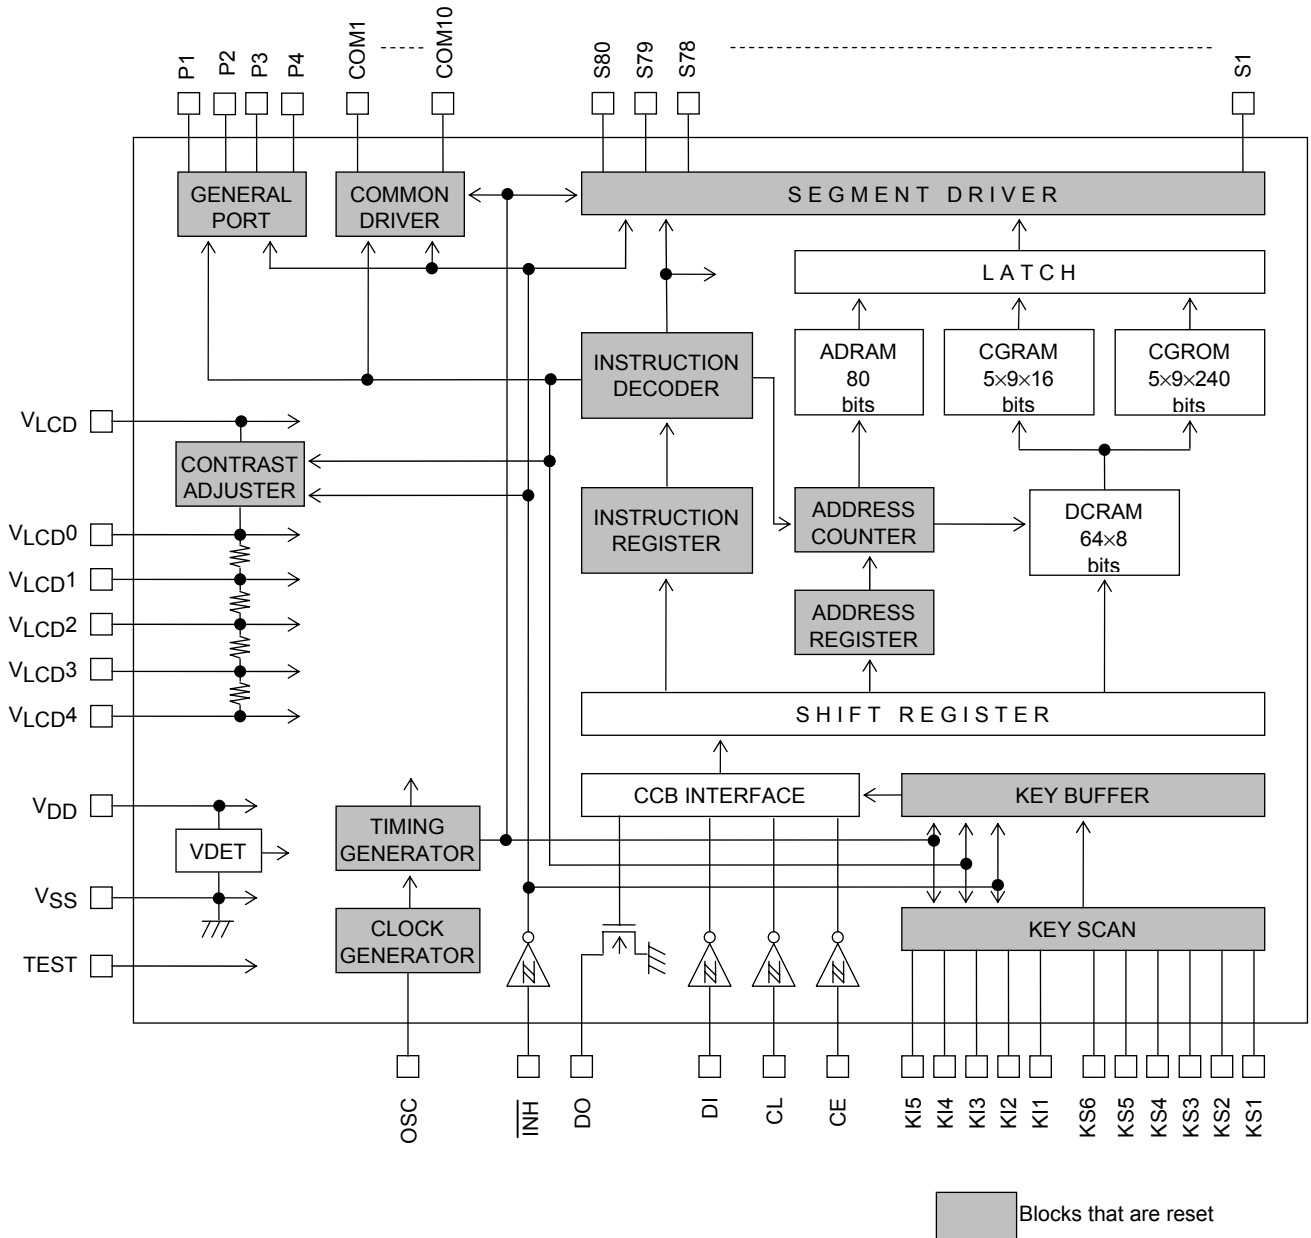 P1
P2
P3
P4
COM1
COM10
S80
S79
S78
S1
GENERAL
PORT
COMMON
DRIVER
SEGMENT DRIVER
LATCH
INSTRUCTION
DECODER
ADRAM
80
bits
CGRAM
5×9×16
bits
CGROM
5×9×240
bits
VLCD
CONTRAST
ADJUSTER
INSTRUCTION
REGISTER
ADDRESS
COUNTER
DCRAM
64×8
bits
VLCD0
VLCD1
VLCD2
VLCD3
VLCD4
ADDRESS
REGISTER
SHIFT REGISTER
VDD
VDET
VSS
TEST
TIMING
GENERATOR
CLOCK
GENERATOR
CCB INTERFACE
KEY BUFFER
KEY SCAN
OSC
INH
DO
DI
CL
CE
KI5
KI4
KI3
KI2
KI1
KS6
KS5
KS4
KS3
KS2
KS1
Blocks that are reset